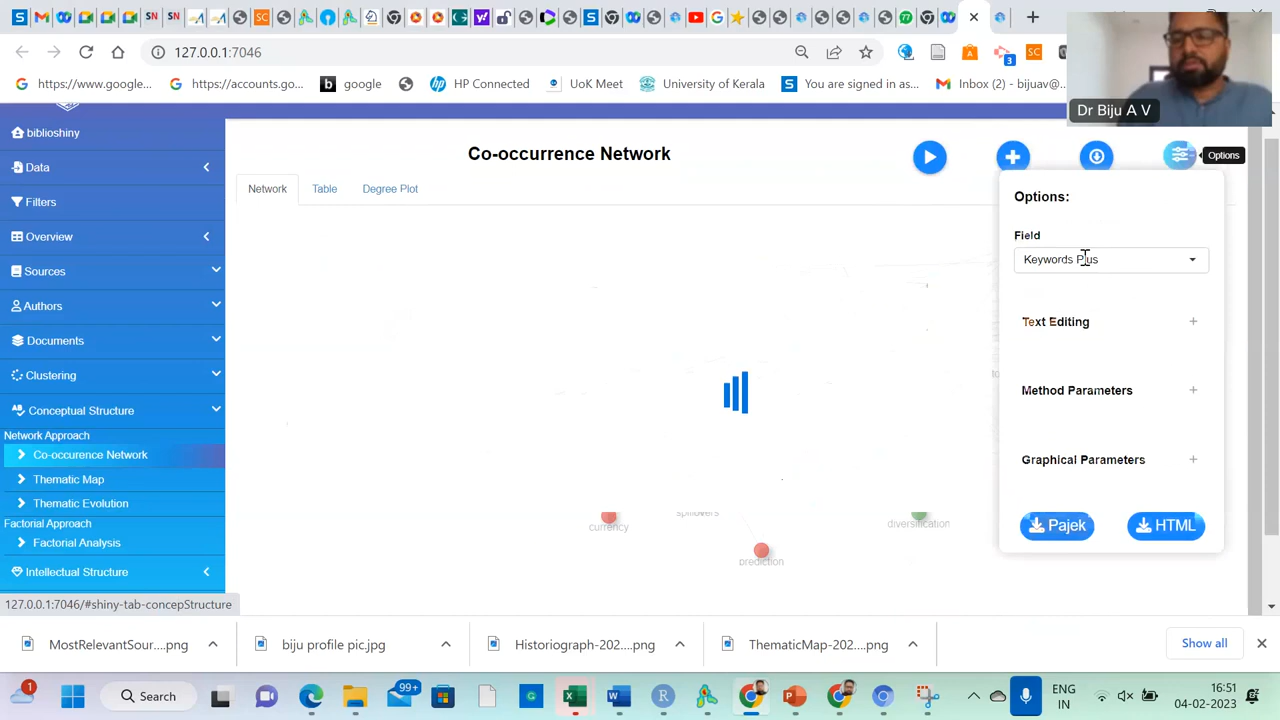 127.0.0.1:7046
3
SC
https://www.google...
https://accounts.go...
google
HP Connected
UoK Meet
University of Kerala
You are signed in as...
Inbox (2) - bijuav@...
Dr Biju A V
biblioshiny
Data
Filters
Overview
Sources
Authors
Documents
Clustering
Conceptual Structure
Network Approach
Co-occurence Network
Thematic Map
Thematic Evolution
Factorial Approach
Factorial Analysis
Intellectual Structure
127.0.0.1:7046/#shiny-tab-concepStructure
Co-occurrence Network
Options
Network
Table
Degree Plot
Options:
Field
Keywords Plus
Text Editing
Method Parameters
Graphical Parameters
Pajek
HTML
currency
diversification
prediction
MostRelevantSour....png
biju profile pic.jpg
Historiograph-202....png
ThematicMap-202....png
Show all
1
Search
99+
ENG
IN
16:51
04-02-2023